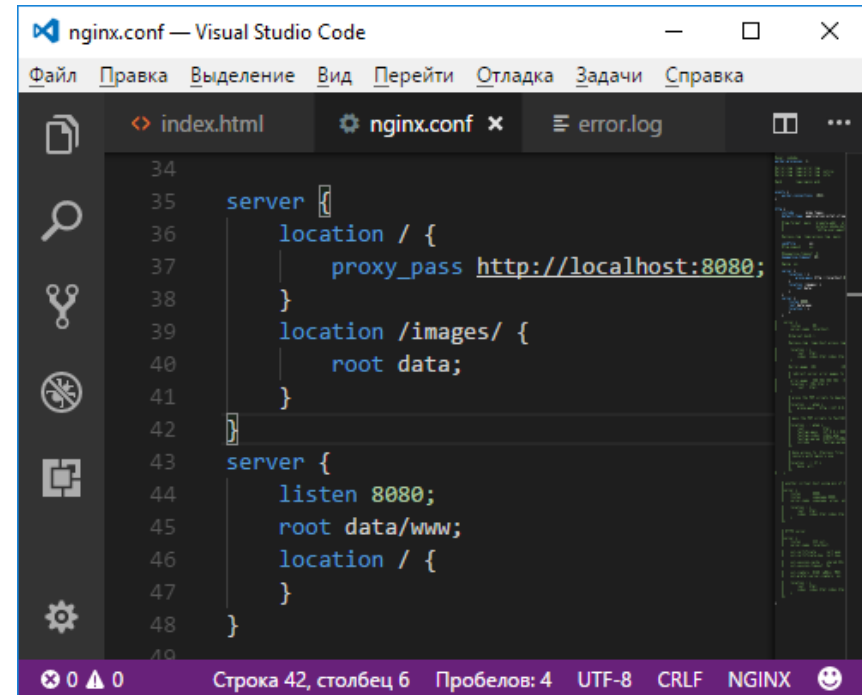 nginx.conf — Visual Studio Code
Файл Правка Выделение Вид Перейти Отладка Задачи Справка
index.html nginx.conf error.log
34
35 server {
36 location / {
37 proxy_pass http://localhost:8080;
38 }
39 location /images/ {
40 root data;
41 }
42 }
43 server {
44 listen 8080;
45 root data/www;
46 location / {
47 }
48 }
49
0 0 Строка 42, столбец 6 Пробелов: 4 UTF-8 CRLF NGINX